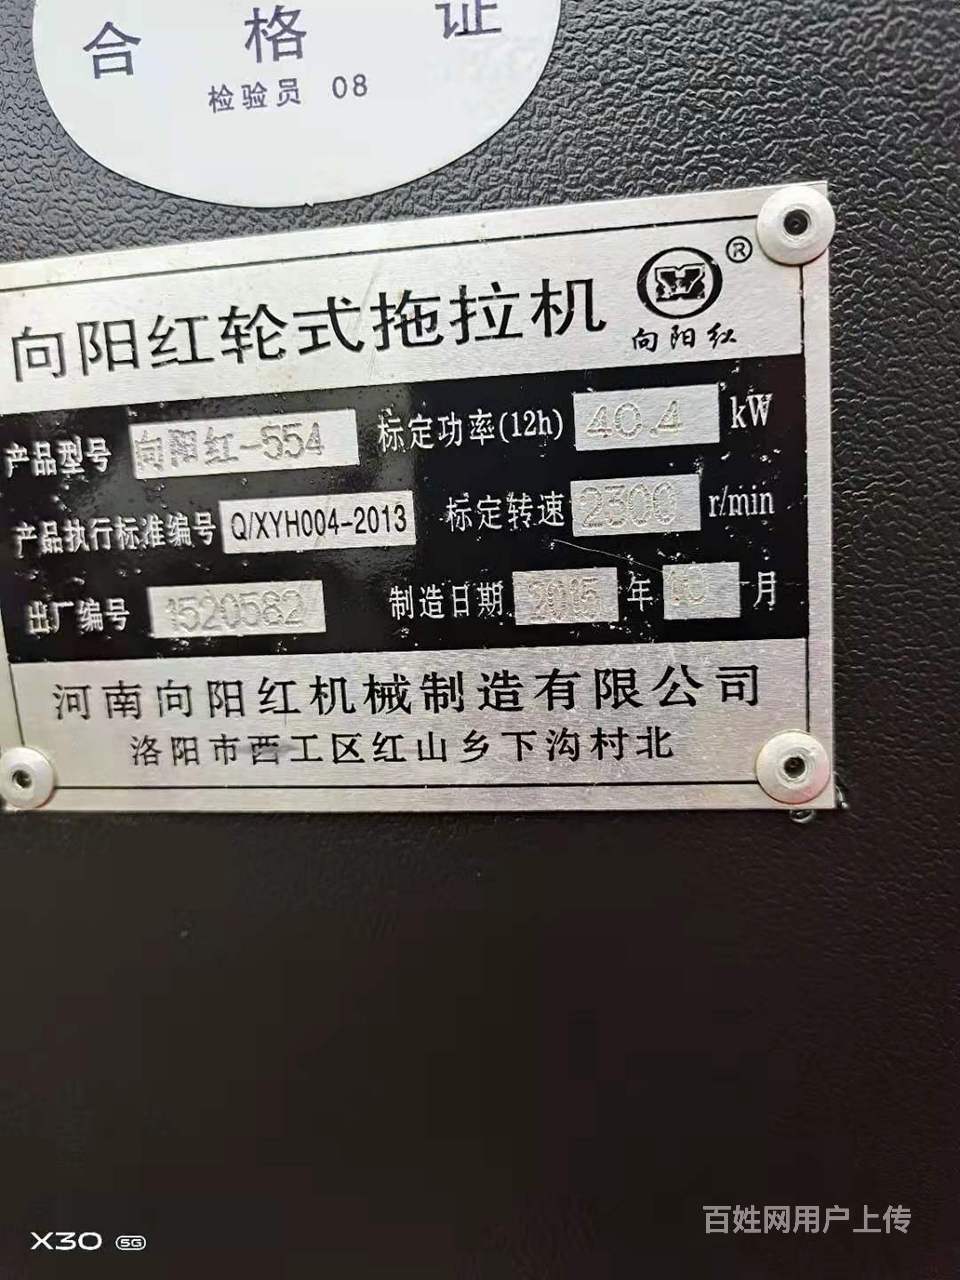 合格证
检验员 08
向阳红轮式拖拉机
®
向阳红
产品型号 向阳红-554 标定功率(12h) 40.4 kW
产品执行标准编号 Q/XYH004-2013 标定转速 2300 r/min
出厂编号 1520582 制造日期 2015 年 10 月
河南向阳红机械制造有限公司
洛阳市西工区红山乡下沟村北
X30 5G
百姓网用户上传